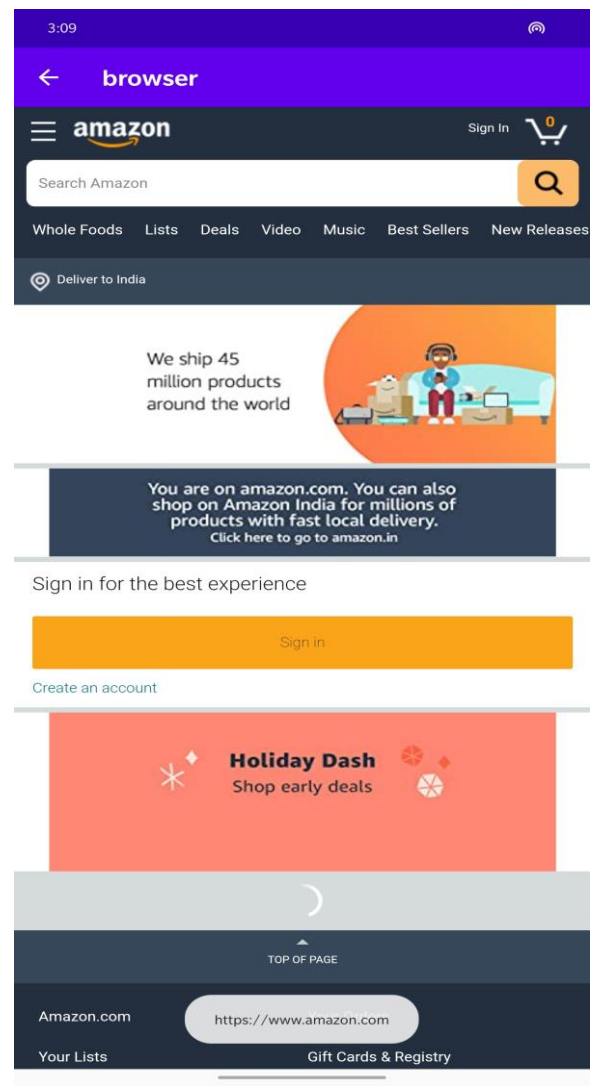 3:09
browser
amazon
Sign In
0
Search Amazon
Whole Foods Lists Deals Video Music Best Sellers New Releases
Deliver to India
We ship 45
million products
around the world
You are on amazon.com. You can also
shop on Amazon India for millions of
products with fast local delivery.
Click here to go to amazon.in
Sign in for the best experience
Sign in
Create an account
Holiday Dash
Shop early deals
TOP OF PAGE
Amazon.com
https://www.amazon.com
Your Lists
Gift Cards & Registry